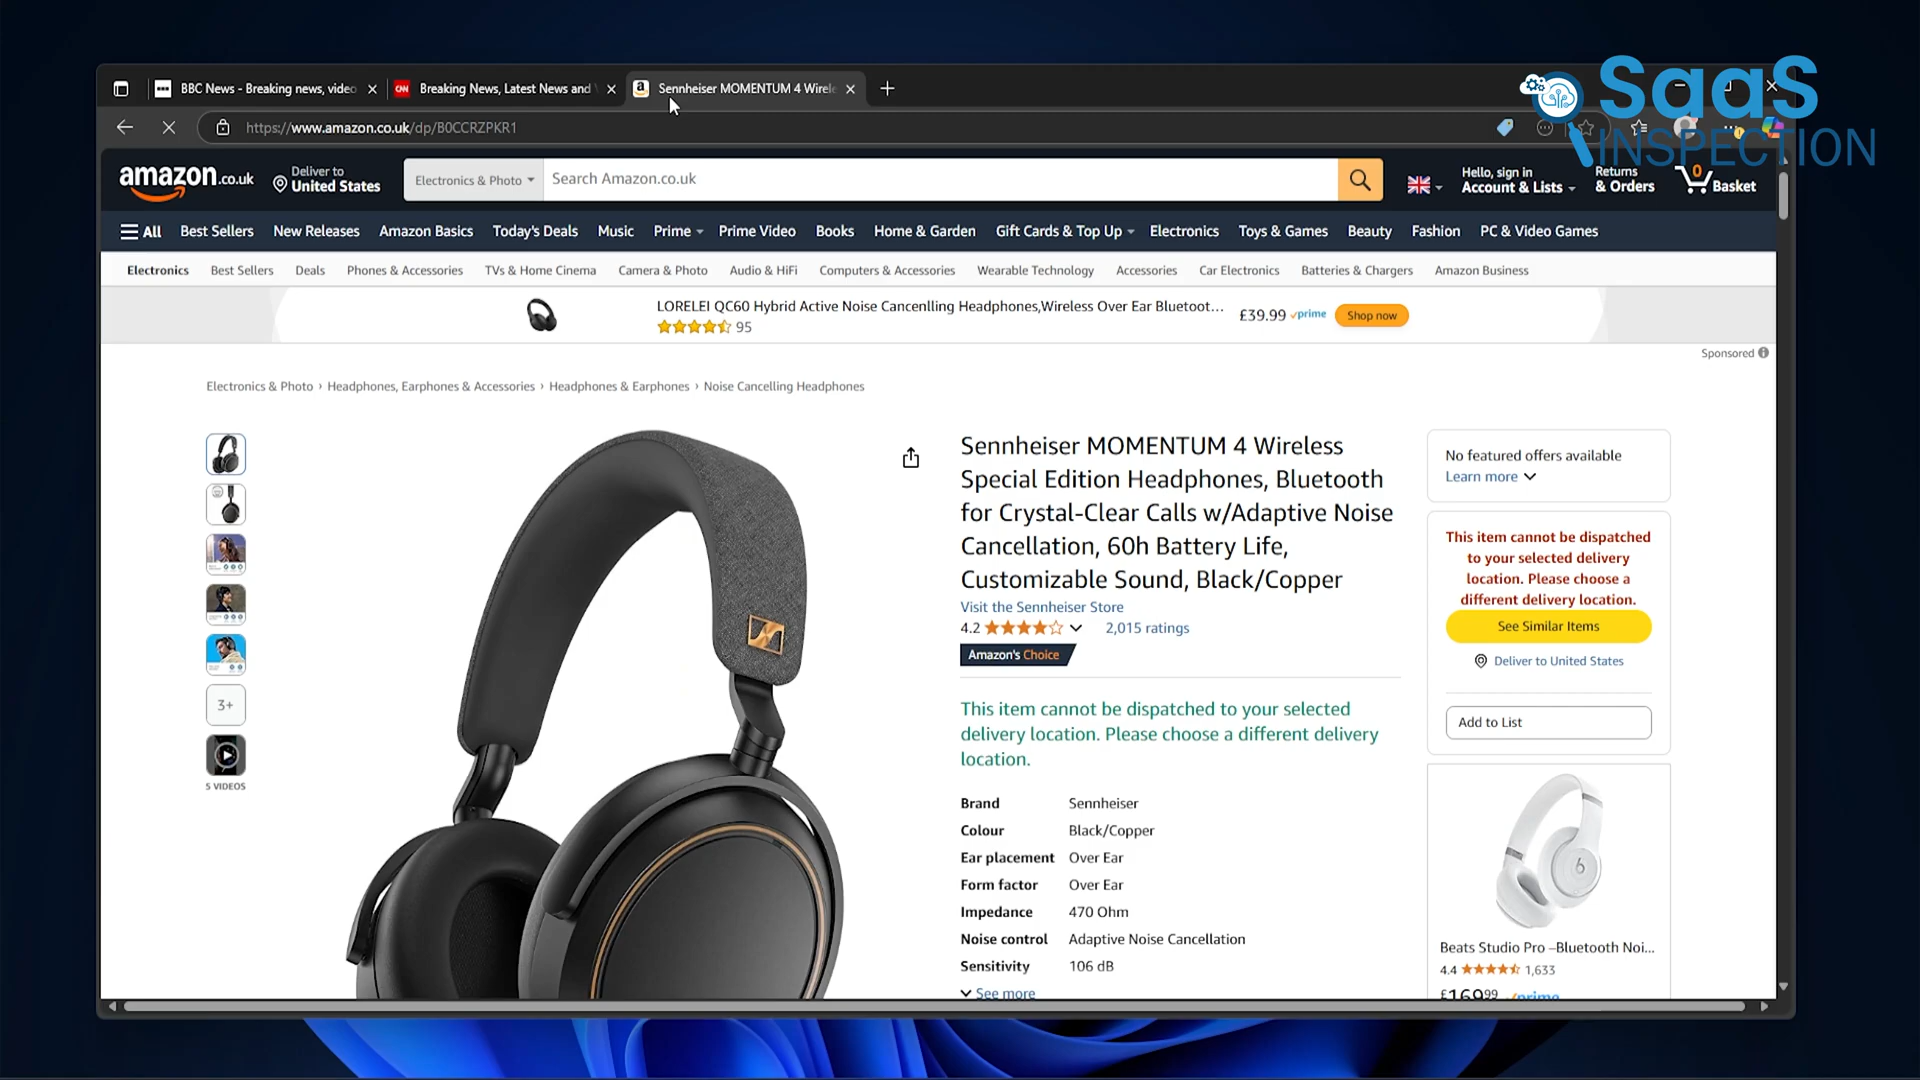 BBC News - Breaking news, video
Breaking News, Latest News and
Sennheiser MOMENTUM 4 Wirele
SaaS
INSPECTION
https://www.amazon.co.uk/dp/B0CCRZPKR1
amazon.co.uk
Deliver to
United States
Electronics & Photo
Search Amazon.co.uk
Hello, sign in
Account & Lists
Returns
& Orders
0
Basket
All
Best Sellers
New Releases
Amazon Basics
Today's Deals
Music
Prime
Prime Video
Books
Home & Garden
Gift Cards & Top Up
Electronics
Toys & Games
Beauty
Fashion
PC & Video Games
Electronics
Best Sellers
Deals
Phones & Accessories
TVs & Home Cinema
Camera & Photo
Audio & HiFi
Computers & Accessories
Wearable Technology
Accessories
Car Electronics
Batteries & Chargers
Amazon Business
LORELEI QC60 Hybrid Active Noise Cancenlling Headphones,Wireless Over Ear Bluetoot...
95
£39.99 prime
Shop now
Sponsored
Electronics & Photo › Headphones, Earphones & Accessories › Headphones & Earphones › Noise Cancelling Headphones
3+
5 VIDEOS
Sennheiser MOMENTUM 4 Wireless
Special Edition Headphones, Bluetooth
for Crystal-Clear Calls w/Adaptive Noise
Cancellation, 60h Battery Life,
Customizable Sound, Black/Copper
Visit the Sennheiser Store
4.2
2,015 ratings
Amazon's Choice
This item cannot be dispatched to your selected
delivery location. Please choose a different delivery
location.
Brand Sennheiser
Colour Black/Copper
Ear placement Over Ear
Form factor Over Ear
Impedance 470 Ohm
Noise control Adaptive Noise Cancellation
Sensitivity 106 dB
See more
No featured offers available
Learn more
This item cannot be dispatched
to your selected delivery
location. Please choose a
different delivery location.
See Similar Items
Deliver to United States
Add to List
Beats Studio Pro –Bluetooth Noi...
4.4
1,633
£169.99 prime